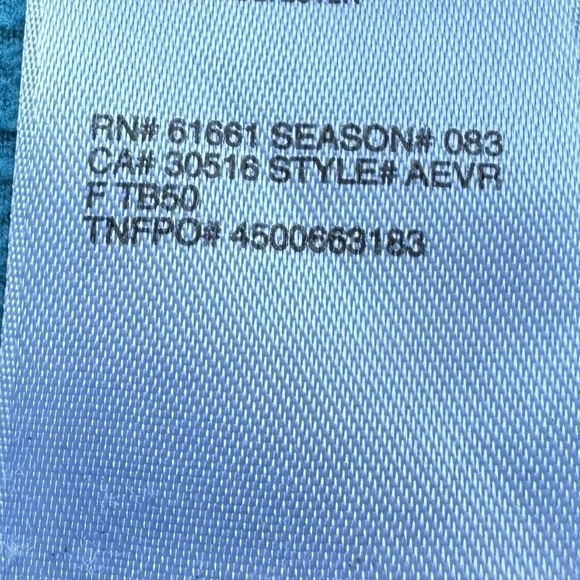 RN# 61661 SEASON# 083
CA# 30516 STYLE# AEVR
F TB50
TNFPO# 4500663183